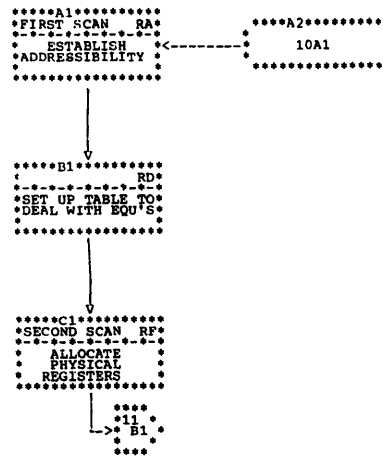 A1
FIRST SCAN RA
ESTABLISH
ADDRESSIBILITY
A2
10A1
B1
RD
SET UP TABLE TO
DEAL WITH EQU'S
C1
SECOND SCAN RF
ALLOCATE
PHYSICAL
REGISTERS
11
B1